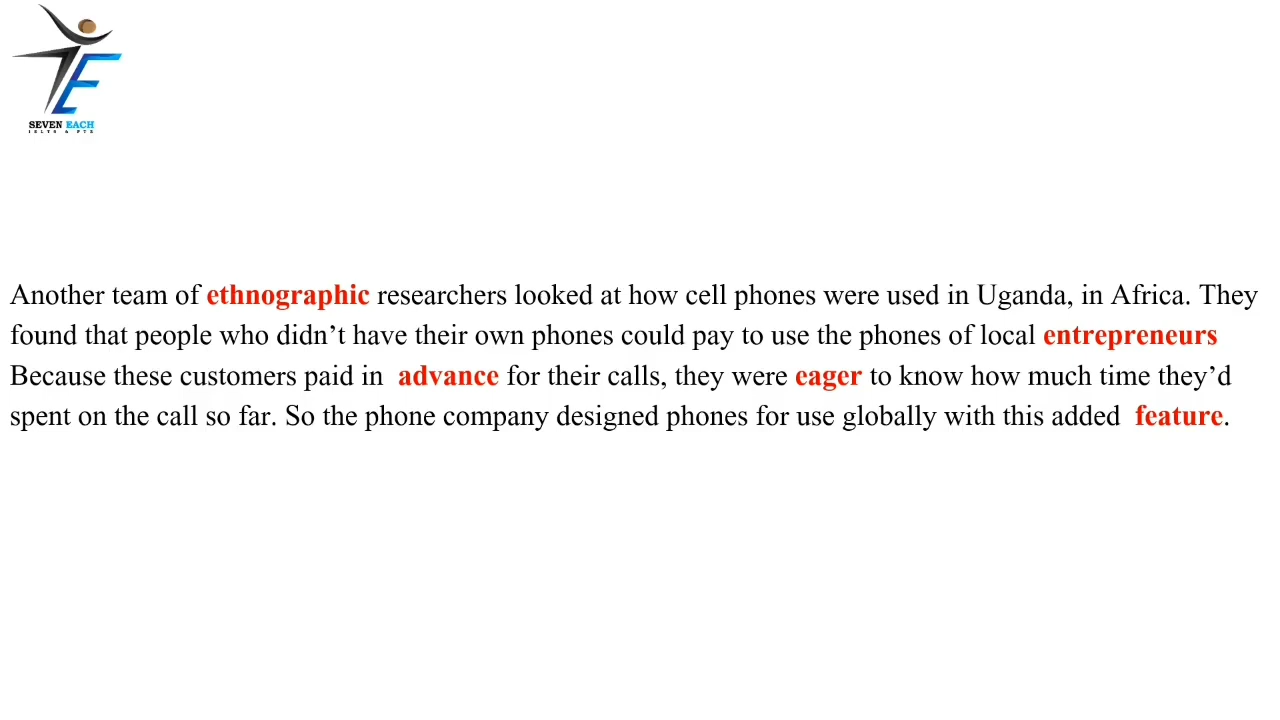 SEVEN EACH
IELTS & PTE
Another team of ethnographic researchers looked at how cell phones were used in Uganda, in Africa. They
found that people who didn’t have their own phones could pay to use the phones of local entrepreneurs
Because these customers paid in advance for their calls, they were eager to know how much time they’d
spent on the call so far. So the phone company designed phones for use globally with this added feature.